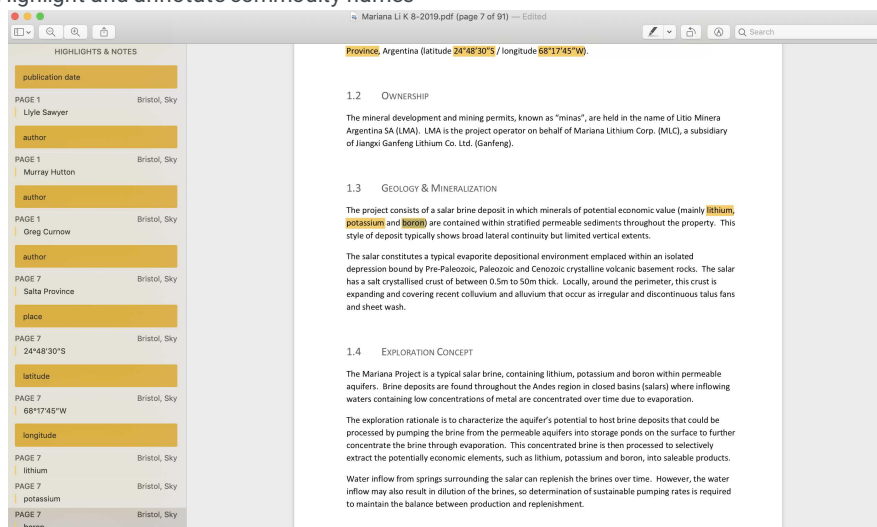 Highlight and annotate commodity names
Mariana Li K 8-2019.pdf (page 7 of 91) — Edited
Search
HIGHLIGHTS & NOTES
publication date
PAGE 1 Bristol, Sky
Llyle Sawyer
author
PAGE 1 Bristol, Sky
Murray Hutton
author
PAGE 1 Bristol, Sky
Greg Curnow
author
PAGE 7 Bristol, Sky
Salta Province
place
PAGE 7 Bristol, Sky
24°48'30"S
latitude
PAGE 7 Bristol, Sky
68°17'45"W
longitude
PAGE 7 Bristol, Sky
lithium
PAGE 7 Bristol, Sky
potassium
PAGE 7 Bristol, Sky
boron
Province, Argentina (latitude 24°48'30"S / longitude 68°17'45"W).
1.2 OWNERSHIP
The mineral development and mining permits, known as “minas”, are held in the name of Litio Minera
Argentina SA (LMA). LMA is the project operator on behalf of Mariana Lithium Corp. (MLC), a subsidiary
of Jiangxi Ganfeng Lithium Co. Ltd. (Ganfeng).
1.3 GEOLOGY & MINERALIZATION
The project consists of a salar brine deposit in which minerals of potential economic value (mainly lithium,
potassium and boron) are contained within stratified permeable sediments throughout the property. This
style of deposit typically shows broad lateral continuity but limited vertical extents.
The salar constitutes a typical evaporite depositional environment emplaced within an isolated
depression bound by Pre-Paleozoic, Paleozoic and Cenozoic crystalline volcanic basement rocks. The salar
has a salt crystallised crust of between 0.5m to 50m thick. Locally, around the perimeter, this crust is
expanding and covering recent colluvium and alluvium that occur as irregular and discontinuous talus fans
and sheet wash.
1.4 EXPLORATION CONCEPT
The Mariana Project is a typical salar brine, containing lithium, potassium and boron within permeable
aquifers. Brine deposits are found throughout the Andes region in closed basins (salars) where inflowing
waters containing low concentrations of metal are concentrated over time due to evaporation.
The exploration rationale is to characterize the aquifer's potential to host brine deposits that could be
processed by pumping the brine from the permeable aquifers into storage ponds on the surface to further
concentrate the brine through evaporation. This concentrated brine is then processed to selectively
extract the potentially economic elements, such as lithium, potassium and boron, into saleable products.
Water inflow from springs surrounding the salar can replenish the brines over time. However, the water
inflow may also result in dilution of the brines, so determination of sustainable pumping rates is required
to maintain the balance between production and replenishment.